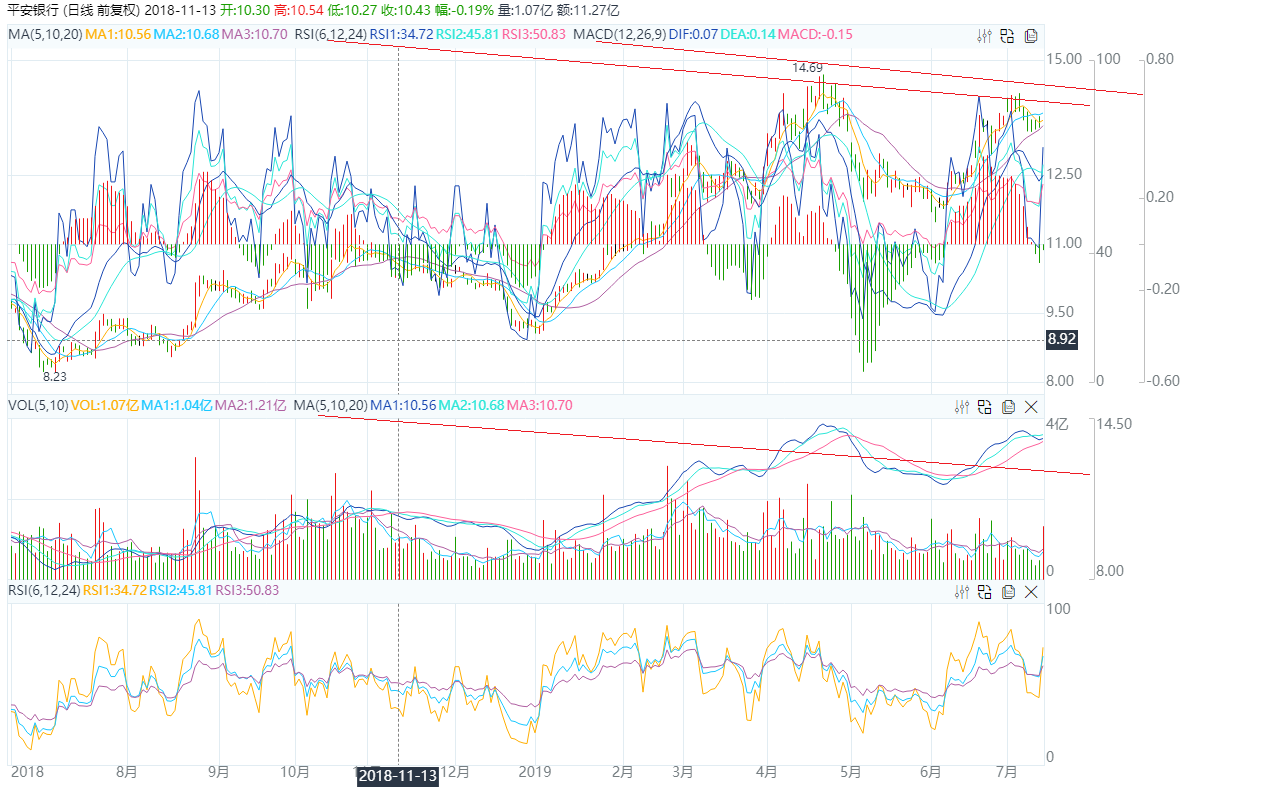 平安银行 (日线 前复权) 2018-11-13 开:10.30 高:10.54 低:10.27 收:10.43 幅:-0.19% 量:1.07亿 额:11.27亿
MA(5,10,20) MA1:10.56 MA2:10.68 MA3:10.70 RSI(6,12,24) RSI1:34.72 RSI2:45.81 RSI3:50.83 MACD(12,26,9) DIF:0.07 DEA:0.14 MACD:-0.15
15.00 100 0.80
14.69
12.50
0.20
11.00
40
-0.20
9.50
8.92
8.23
8.00 0 -0.60
VOL(5,10) VOL:1.07亿 MA1:1.04亿 MA2:1.21亿 MA(5,10,20) MA1:10.56 MA2:10.68 MA3:10.70
4亿 14.50
0 8.00
RSI(6,12,24) RSI1:34.72 RSI2:45.81 RSI3:50.83
100
0
2018 8月 9月 10月 2018-11-13 12月 2019 2月 3月 4月 5月 6月 7月